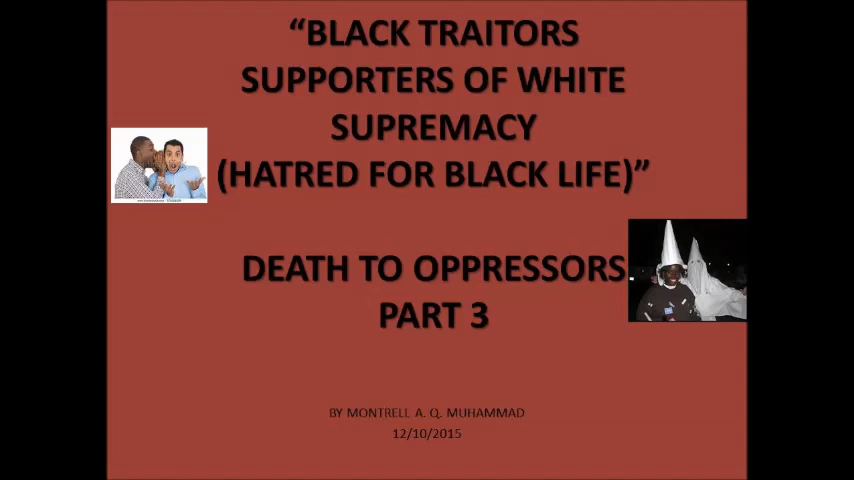 “BLACK TRAITORS
SUPPORTERS OF WHITE
SUPREMACY
(HATRED FOR BLACK LIFE)”
DEATH TO OPPRESSORS
PART 3
BY MONTRELL A. Q. MUHAMMAD
12/10/2015